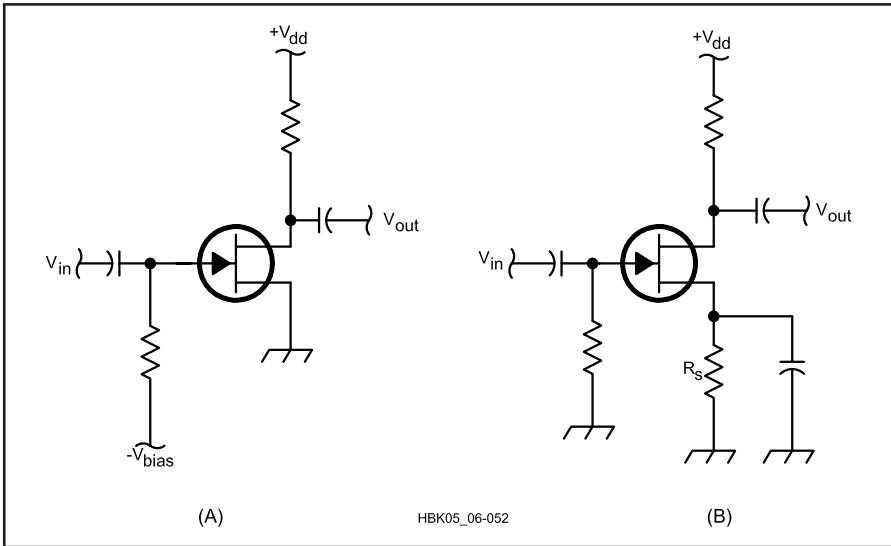 +Vdd
Vout
Vin
-Vbias
(A)
+Vdd
Vout
Vin
Rs
(B)
HBK05_06-052